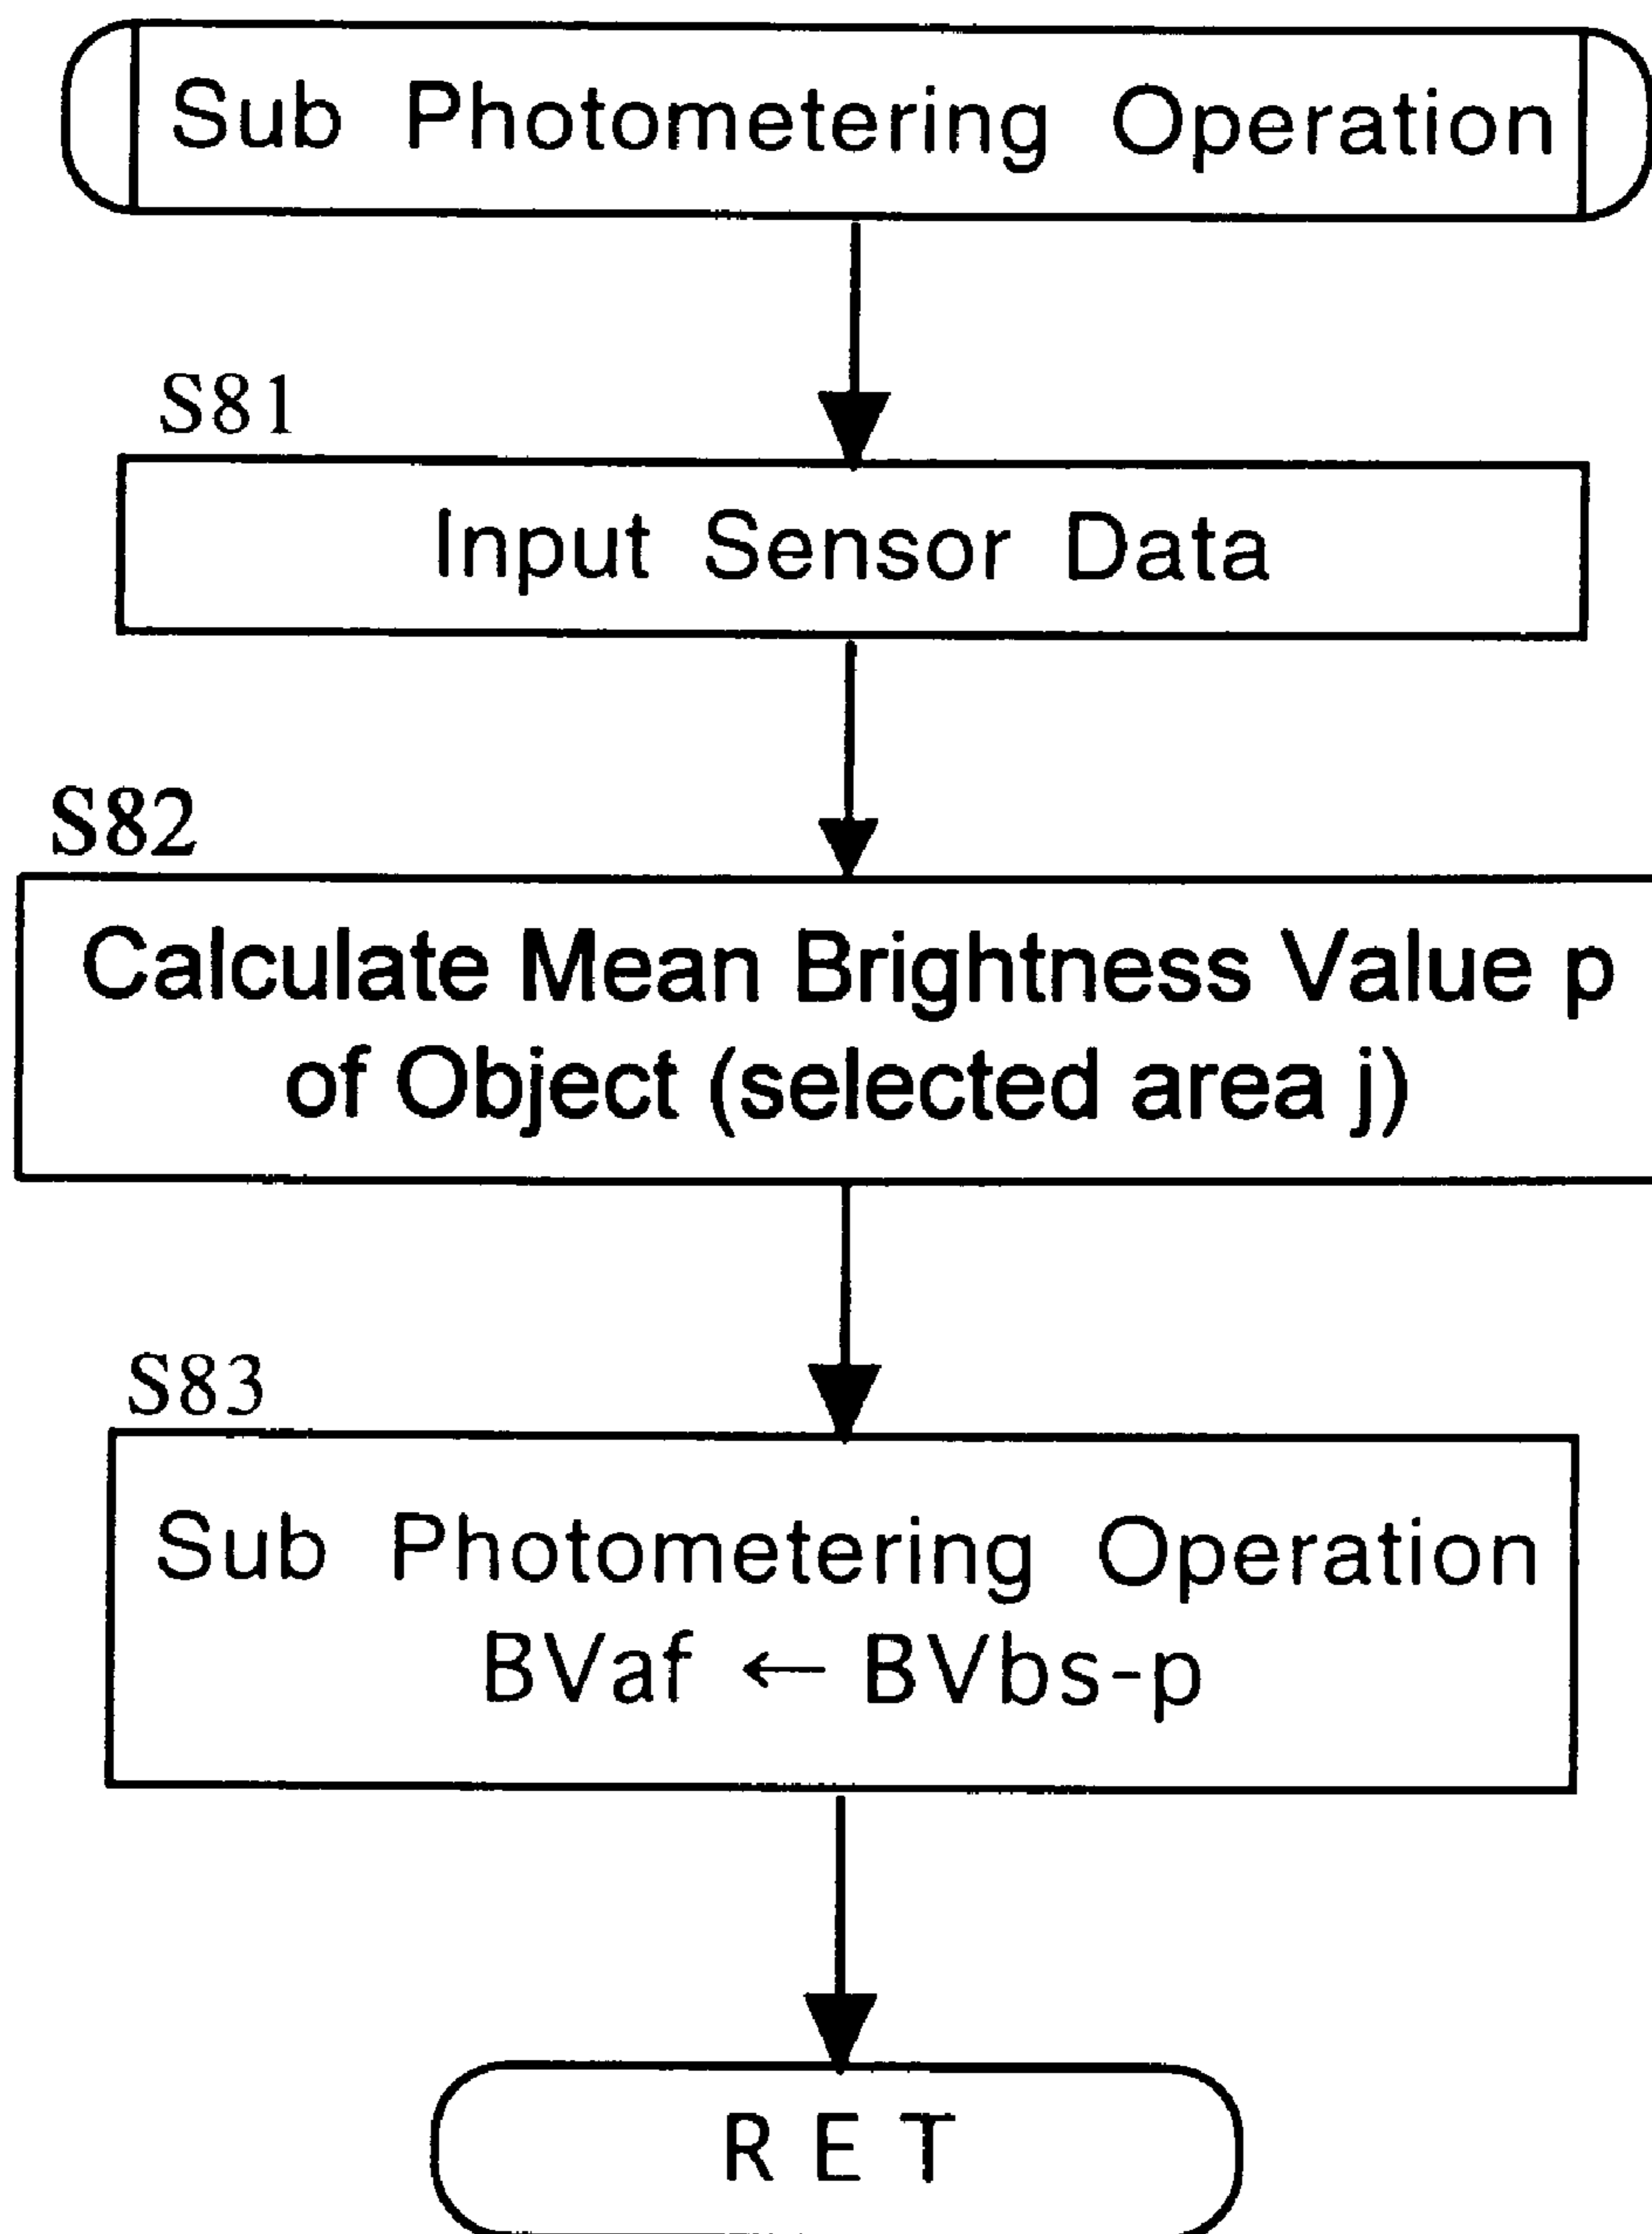 Sub Photometering Operation
S81
Input Sensor Data
S82
Calculate Mean Brightness Value p
of Object (selected area j)
S83
Sub Photometering Operation
BVaf ← BVbs-p
RET